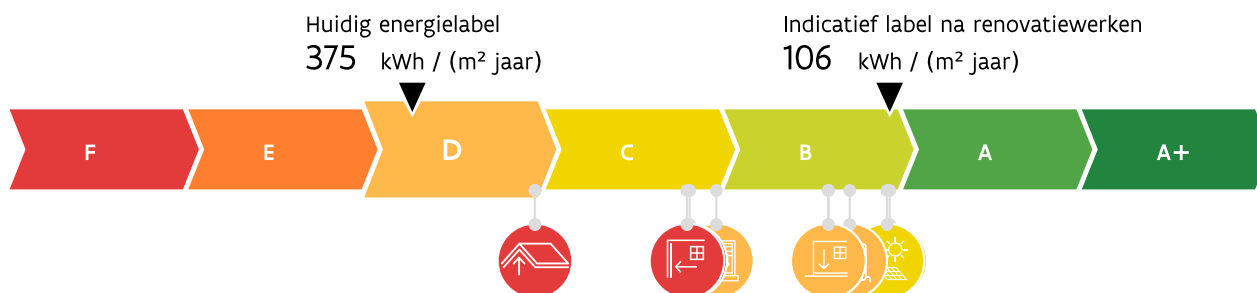 Huidig energielabel
375 kWh / (m² jaar)
Indicatief label na renovatiewerken
106 kWh / (m² jaar)
F E D C B A A+